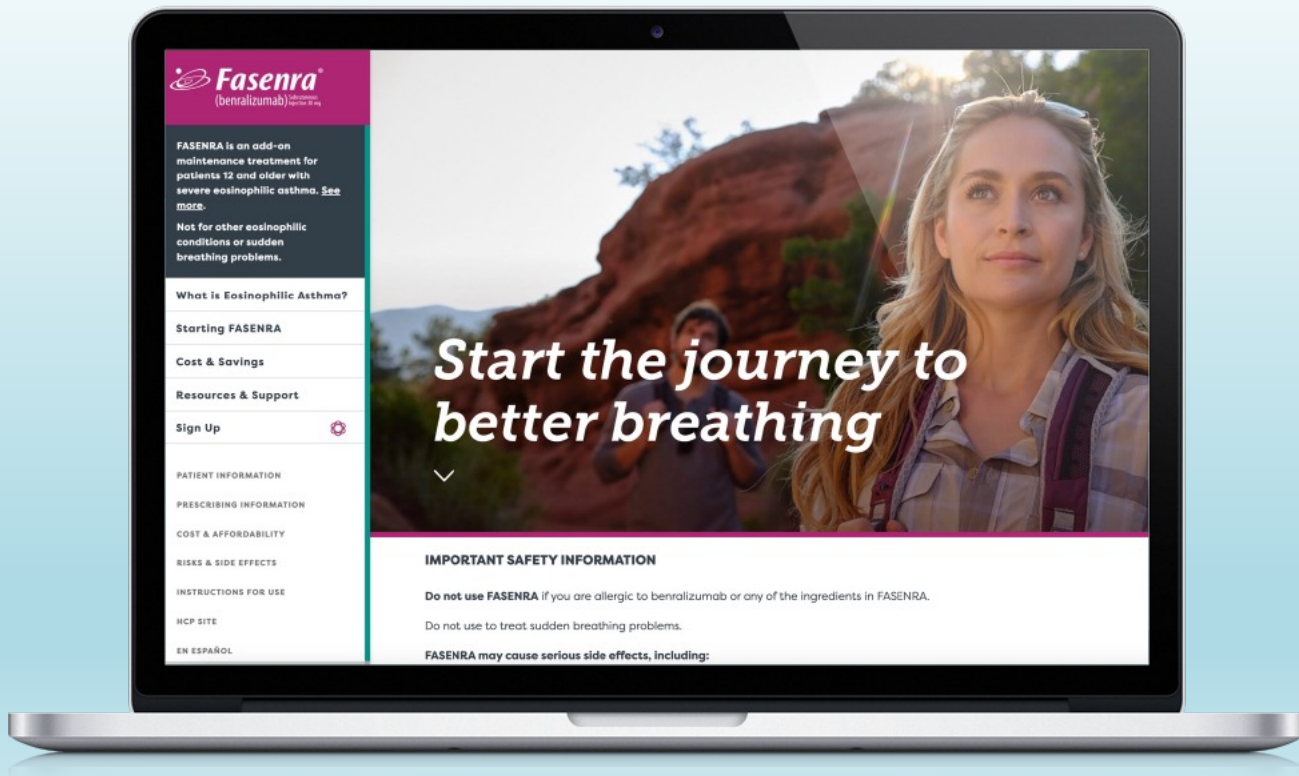 Fasenra®
(benralizumab) Subcutaneous Injection 30 mg
FASENRA is an add-on
maintenance treatment for
patients 12 and older with
severe eosinophilic asthma. See
more.
Not for other eosinophilic
conditions or sudden
breathing problems.
What is Eosinophilic Asthma?
Starting FASENRA
Cost & Savings
Resources & Support
Sign Up
PATIENT INFORMATION
PRESCRIBING INFORMATION
COST & AFFORDABILITY
RISKS & SIDE EFFECTS
INSTRUCTIONS FOR USE
HCP SITE
EN ESPAÑOL
Start the journey to
better breathing
IMPORTANT SAFETY INFORMATION
Do not use FASENRA if you are allergic to benralizumab or any of the ingredients in FASENRA.
Do not use to treat sudden breathing problems.
FASENRA may cause serious side effects, including: